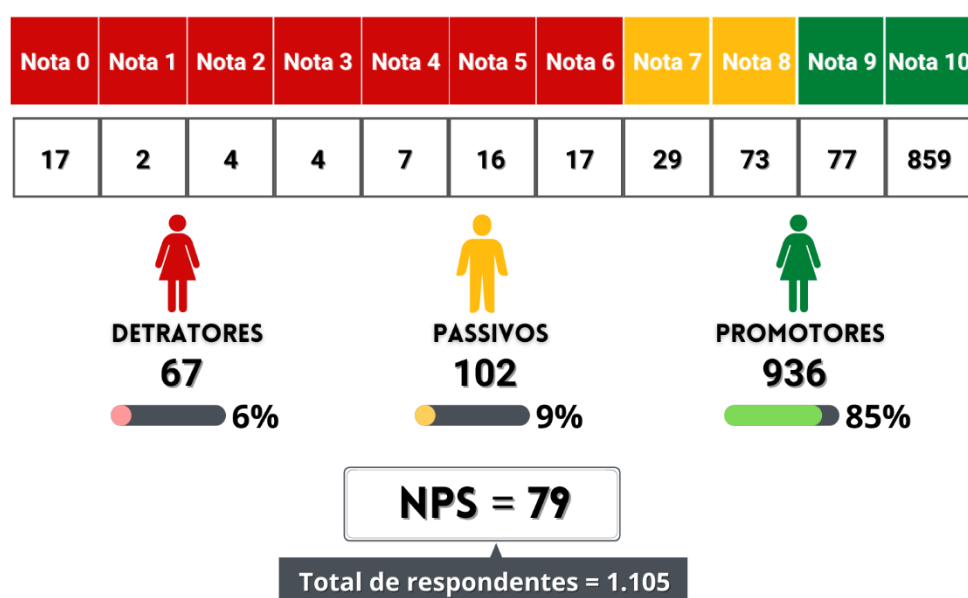 Nota 0 Nota 1 Nota 2 Nota 3 Nota 4 Nota 5 Nota 6 Nota 7 Nota 8 Nota 9 Nota 10
17 2 4 4 7 16 17 29 73 77 859
DETRATORES PASSIVOS PROMOTORES
67 102 936
6% 9% 85%
NPS = 79
Total de respondentes = 1.105